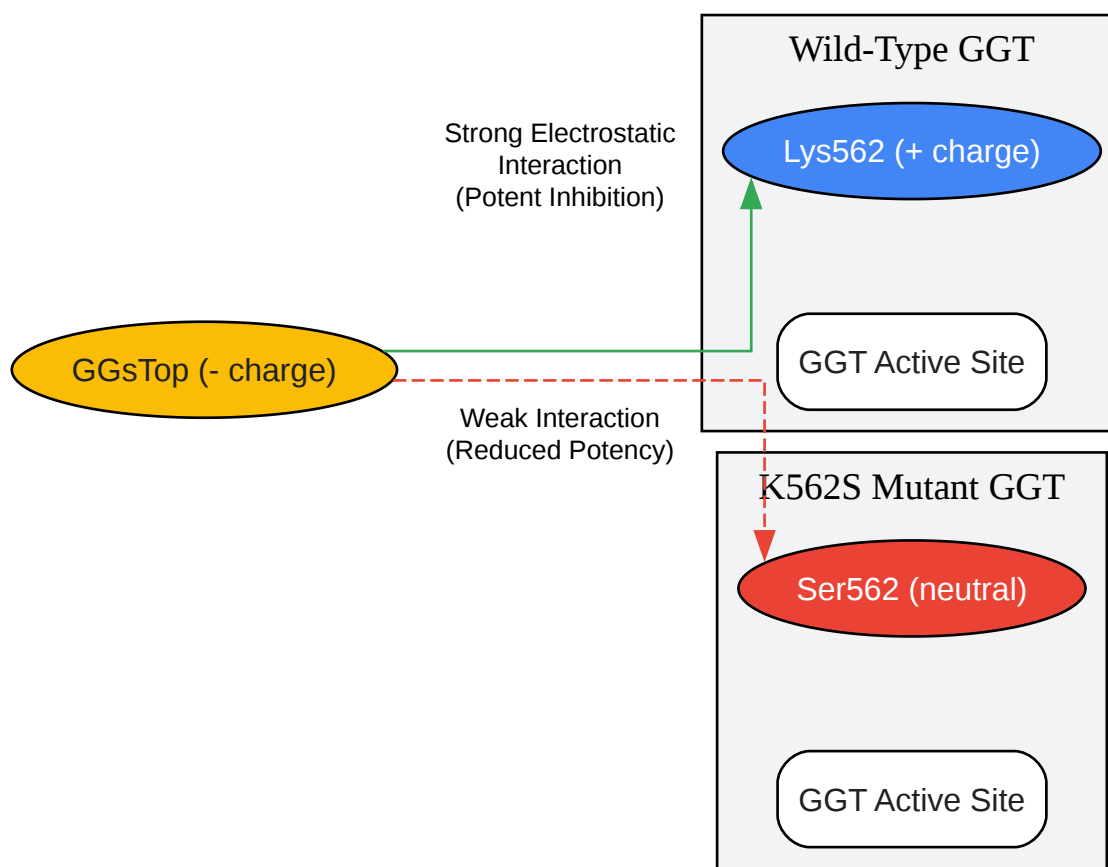 Wild-Type GGT
Lys562 (+ charge)
Strong Electrostatic
Interaction
(Potent Inhibition)
GGT Active Site
GGsTop (- charge)
Weak Interaction
(Reduced Potency)
K562S Mutant GGT
Ser562 (neutral)
GGT Active Site